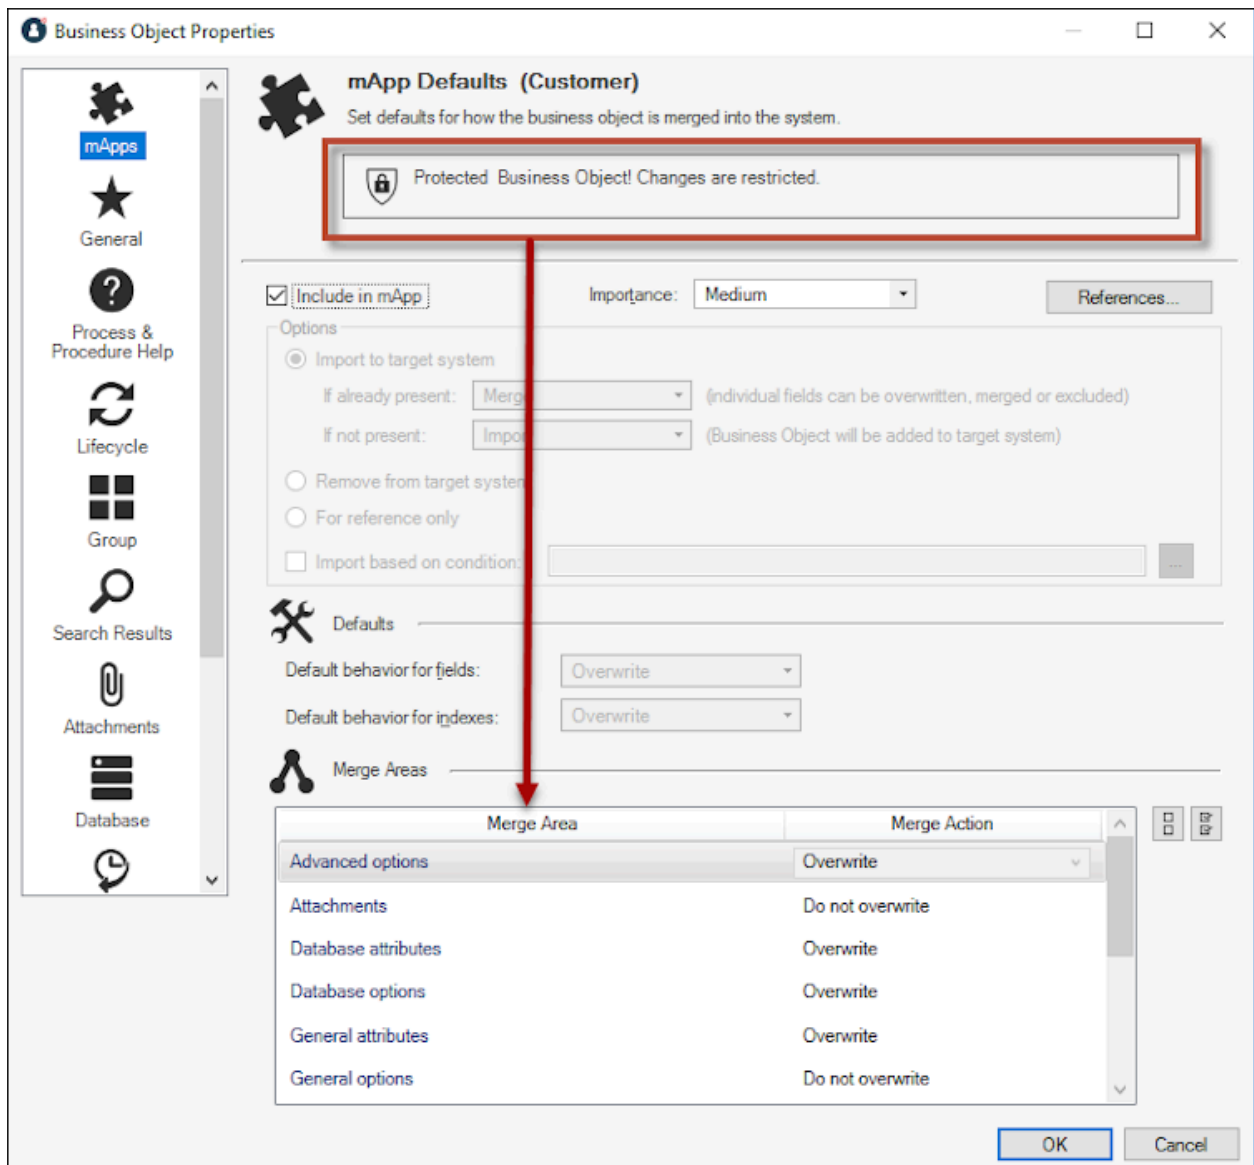 Business Object Properties
mApps
General
Process &
Procedure Help
Lifecycle
Group
Search Results
Attachments
Database
mApp Defaults (Customer)
Set defaults for how the business object is merged into the system.
Protected Business Object! Changes are restricted.
Include in mApp
Importance: Medium
References...
Options
Import to target system
If already present: Merge (individual fields can be overwritten, merged or excluded)
If not present: Import (Business Object will be added to target system)
Remove from target system
For reference only
Import based on condition: ...
Defaults
Default behavior for fields: Overwrite
Default behavior for indexes: Overwrite
Merge Areas
Merge Area Merge Action
Advanced options Overwrite
Attachments Do not overwrite
Database attributes Overwrite
Database options Overwrite
General attributes Overwrite
General options Do not overwrite
OK Cancel